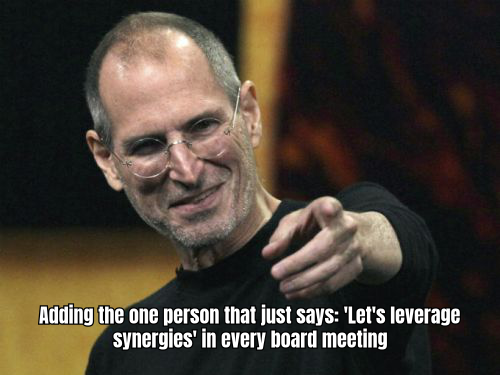 Adding the one person that just says: 'Let's leverage
synergies' in every board meeting